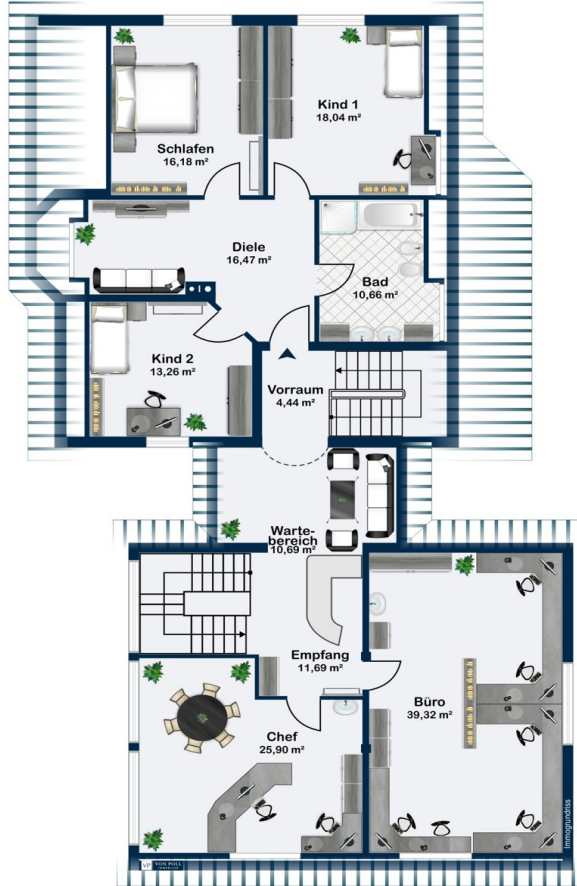 Schlafen
16,18 m²
Kind 1
18,04 m²
Diele
16,47 m²
Bad
10,66 m²
Kind 2
13,26 m²
Vorraum
4,44 m²
Warte-
bereich
10,69 m²
Empfang
11,69 m²
Büro
39,32 m²
Chef
25,90 m²
VP VON POLL
IMMOBILIEN
Immogrundriss